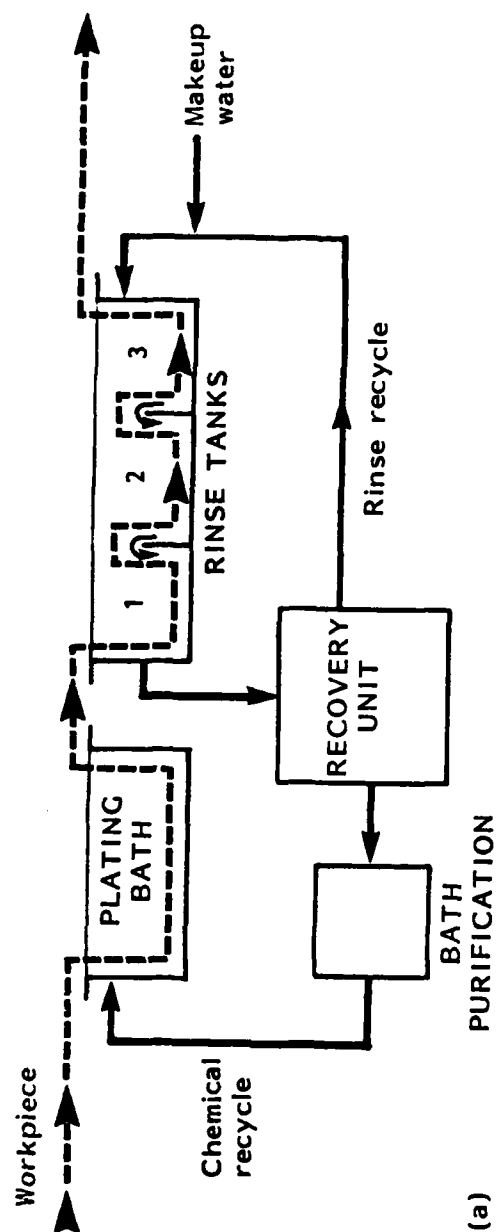 Workpiece
PLATING
BATH
1
2
3
RINSE TANKS
Makeup
water
Chemical
recycle
RECOVERY
UNIT
Rinse recycle
BATH
PURIFICATION
(a)